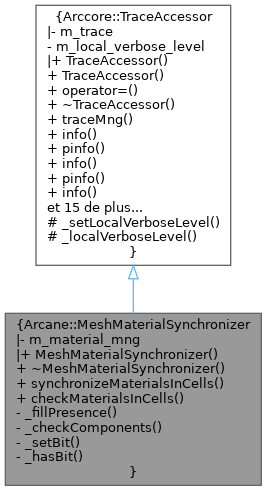 {Arccore::TraceAccessor
|- m_trace
- m_local_verbose_level
|+ TraceAccessor()
+ TraceAccessor()
+ operator=()
+ ~TraceAccessor()
+ traceMng()
+ info()
+ pinfo()
+ info()
+ pinfo()
+ info()
et 15 de plus...
# _setLocalVerboseLevel()
# _localVerboseLevel()
}
{Arcane::MeshMaterialSynchronizer
|- m_material_mng
|+ MeshMaterialSynchronizer()
+ ~MeshMaterialSynchronizer()
+ synchronizeMaterialsInCells()
+ checkMaterialsInCells()
- _fillPresence()
- _checkComponents()
- _setBit()
- _hasBit()
}